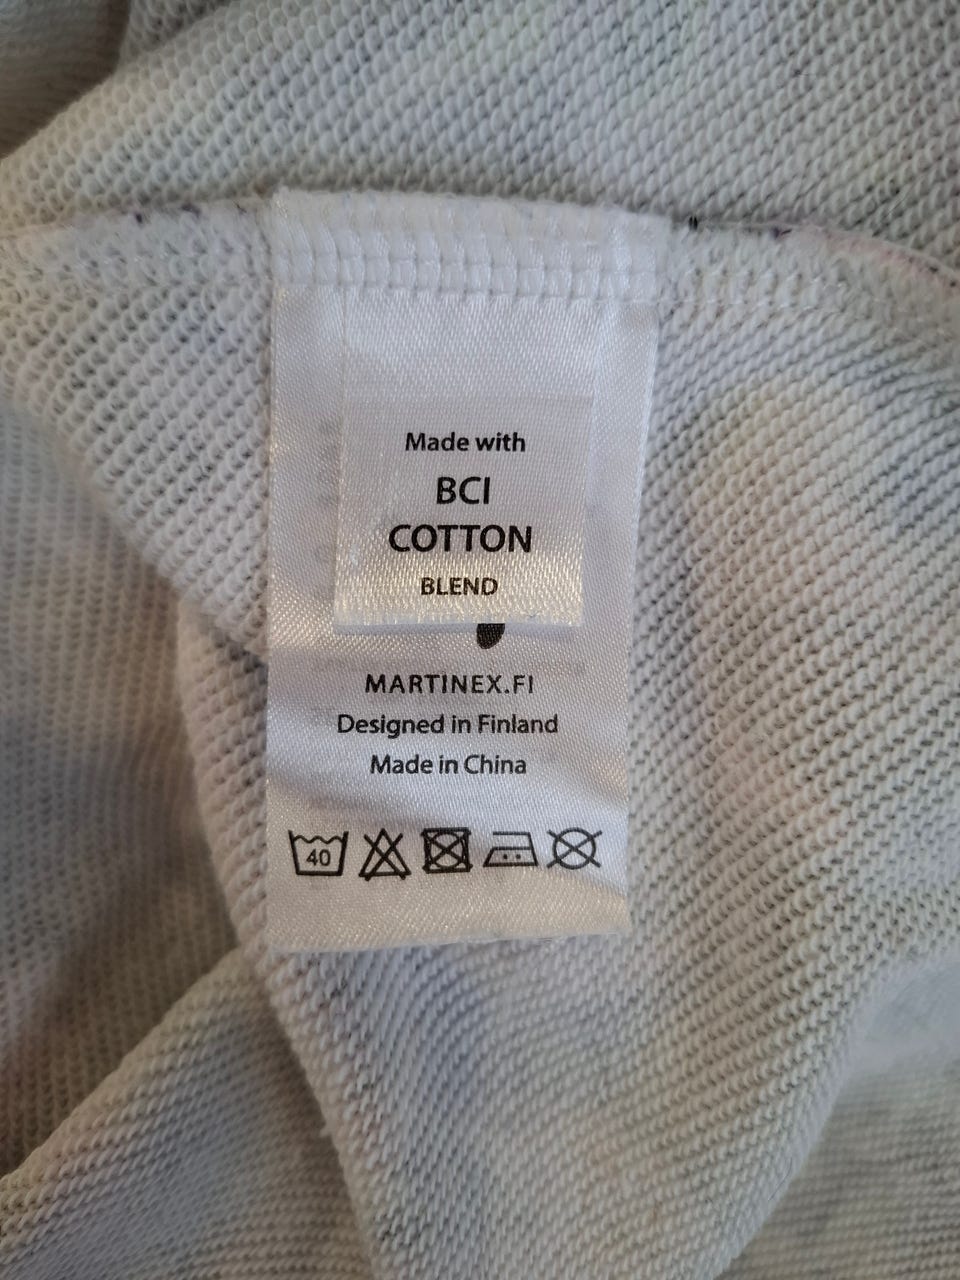 Made with
BCI
COTTON
BLEND
MARTINEX.FI
Designed in Finland
Made in China
40